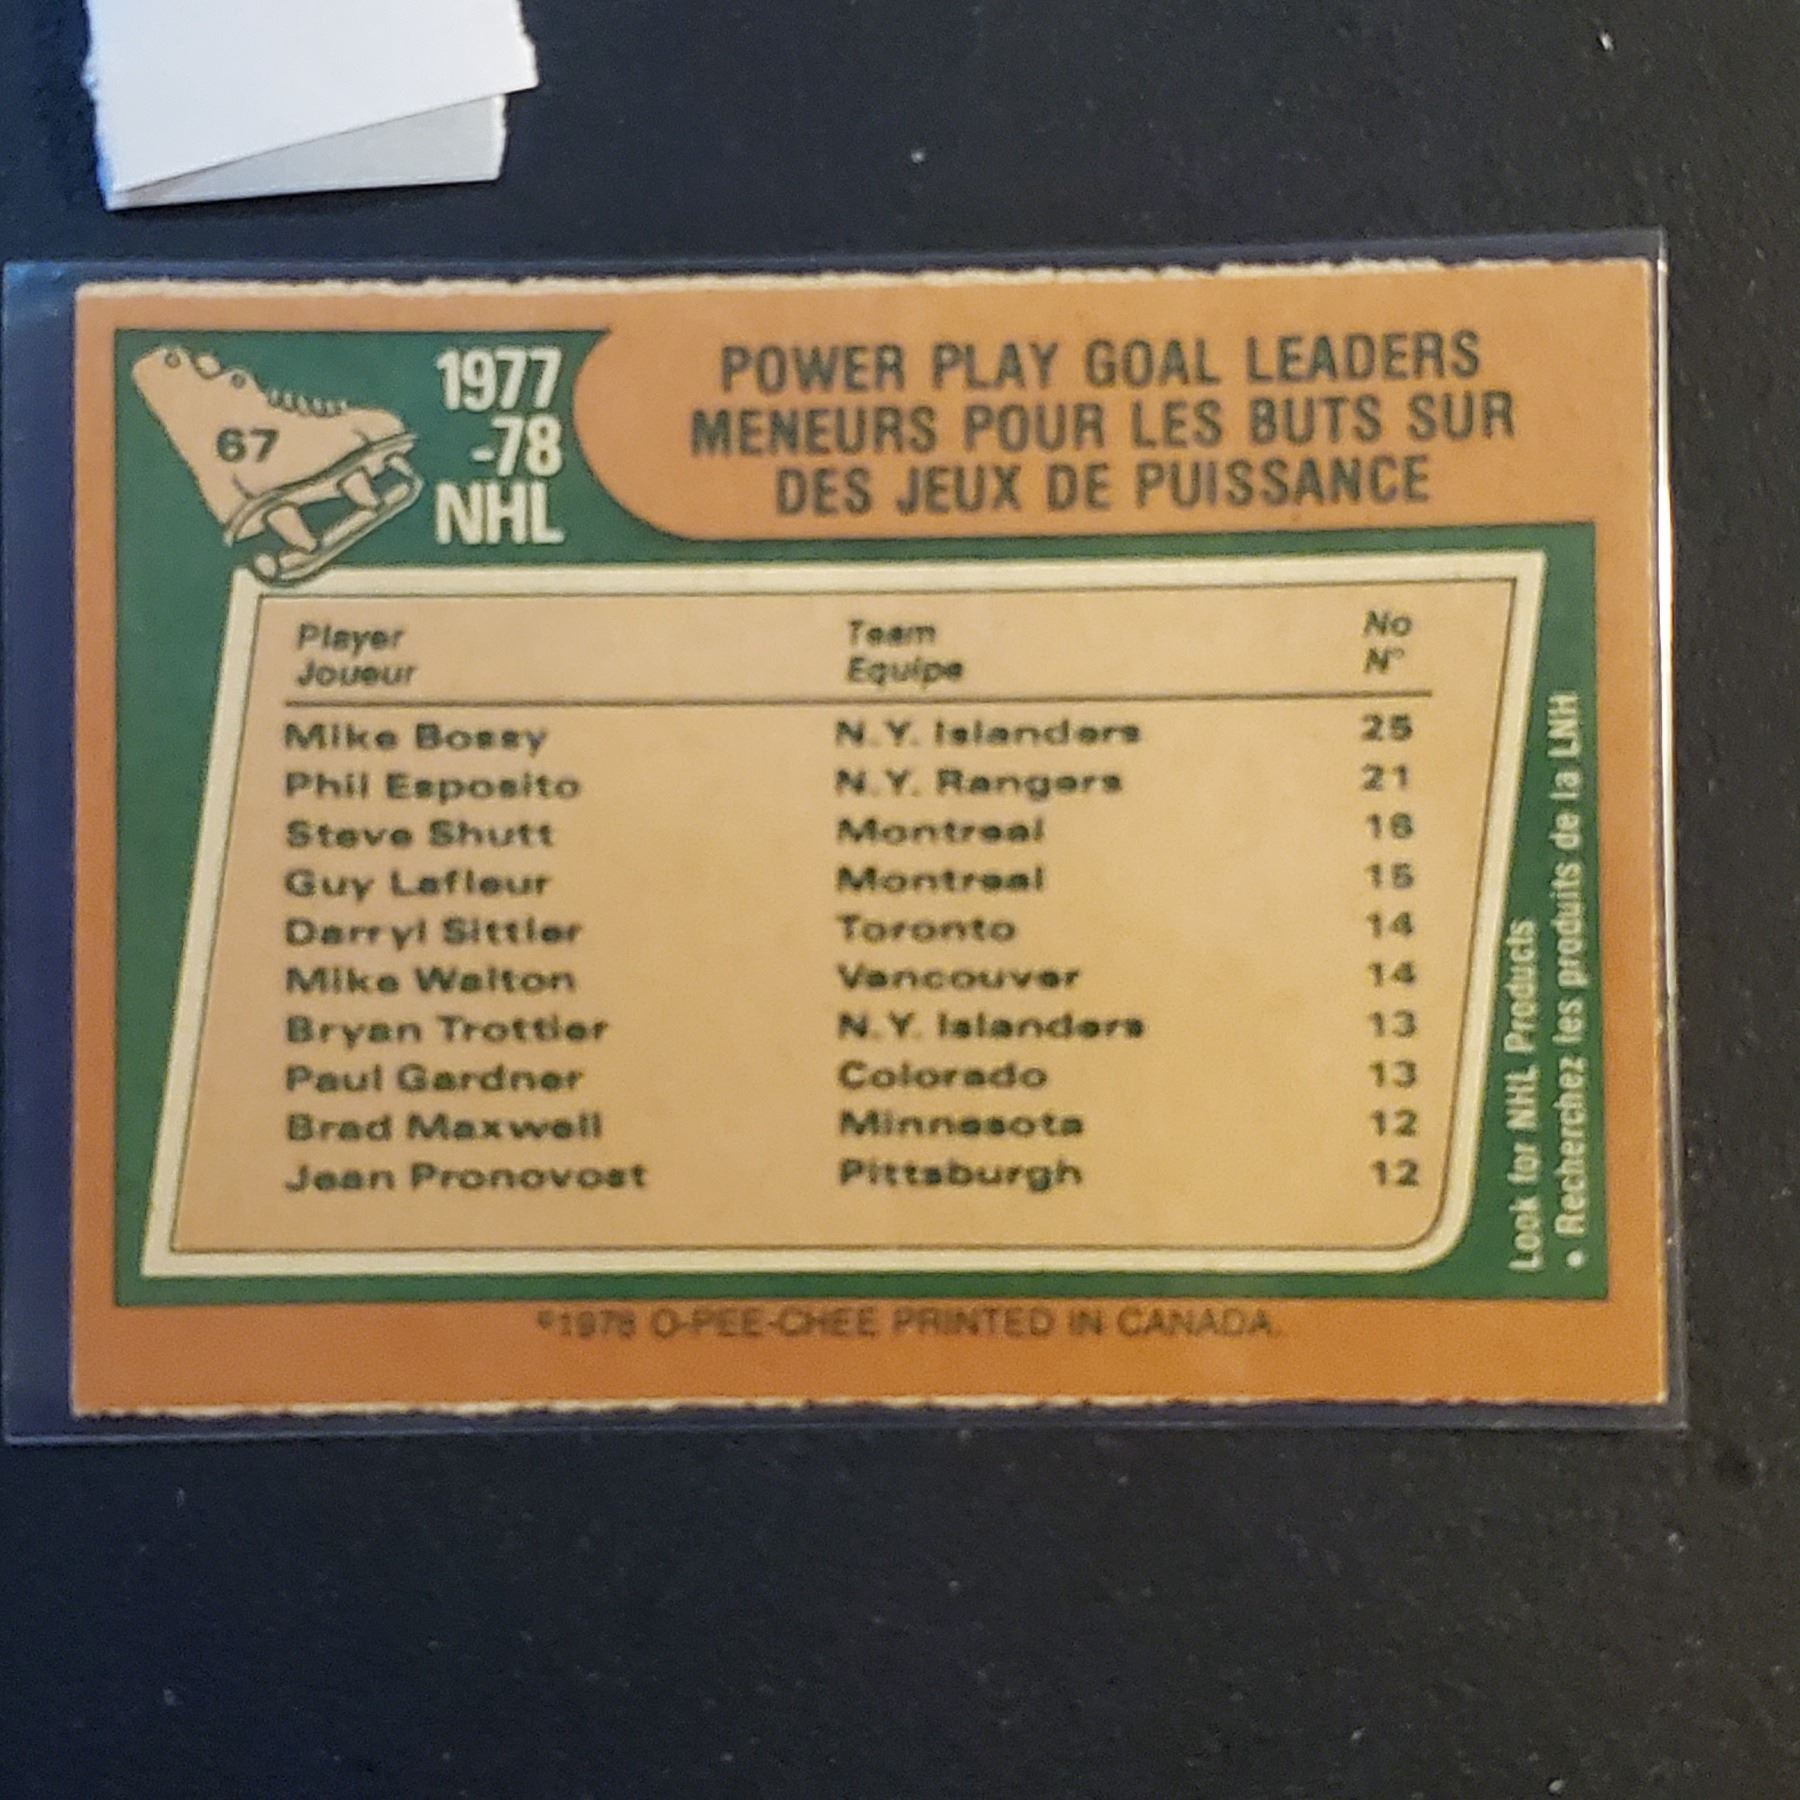 67
1977
-78
NHL
POWER PLAY GOAL LEADERS
MENEURS POUR LES BUTS SUR
DES JEUX DE PUISSANCE
Player Team No
Joueur Equipe N°
Mike Bossy N.Y. Islanders 25
Phil Esposito N.Y. Rangers 21
Steve Shutt Montreal 16
Guy Lafleur Montreal 15
Darryl Sittler Toronto 14
Mike Walton Vancouver 14
Bryan Trottier N.Y. Islanders 13
Paul Gardner Colorado 13
Brad Maxwell Minnesota 12
Jean Pronovost Pittsburgh 12
Look for NHL Products
• Recherchez les produits de la LNH
©1978 O-PEE-CHEE PRINTED IN CANADA.